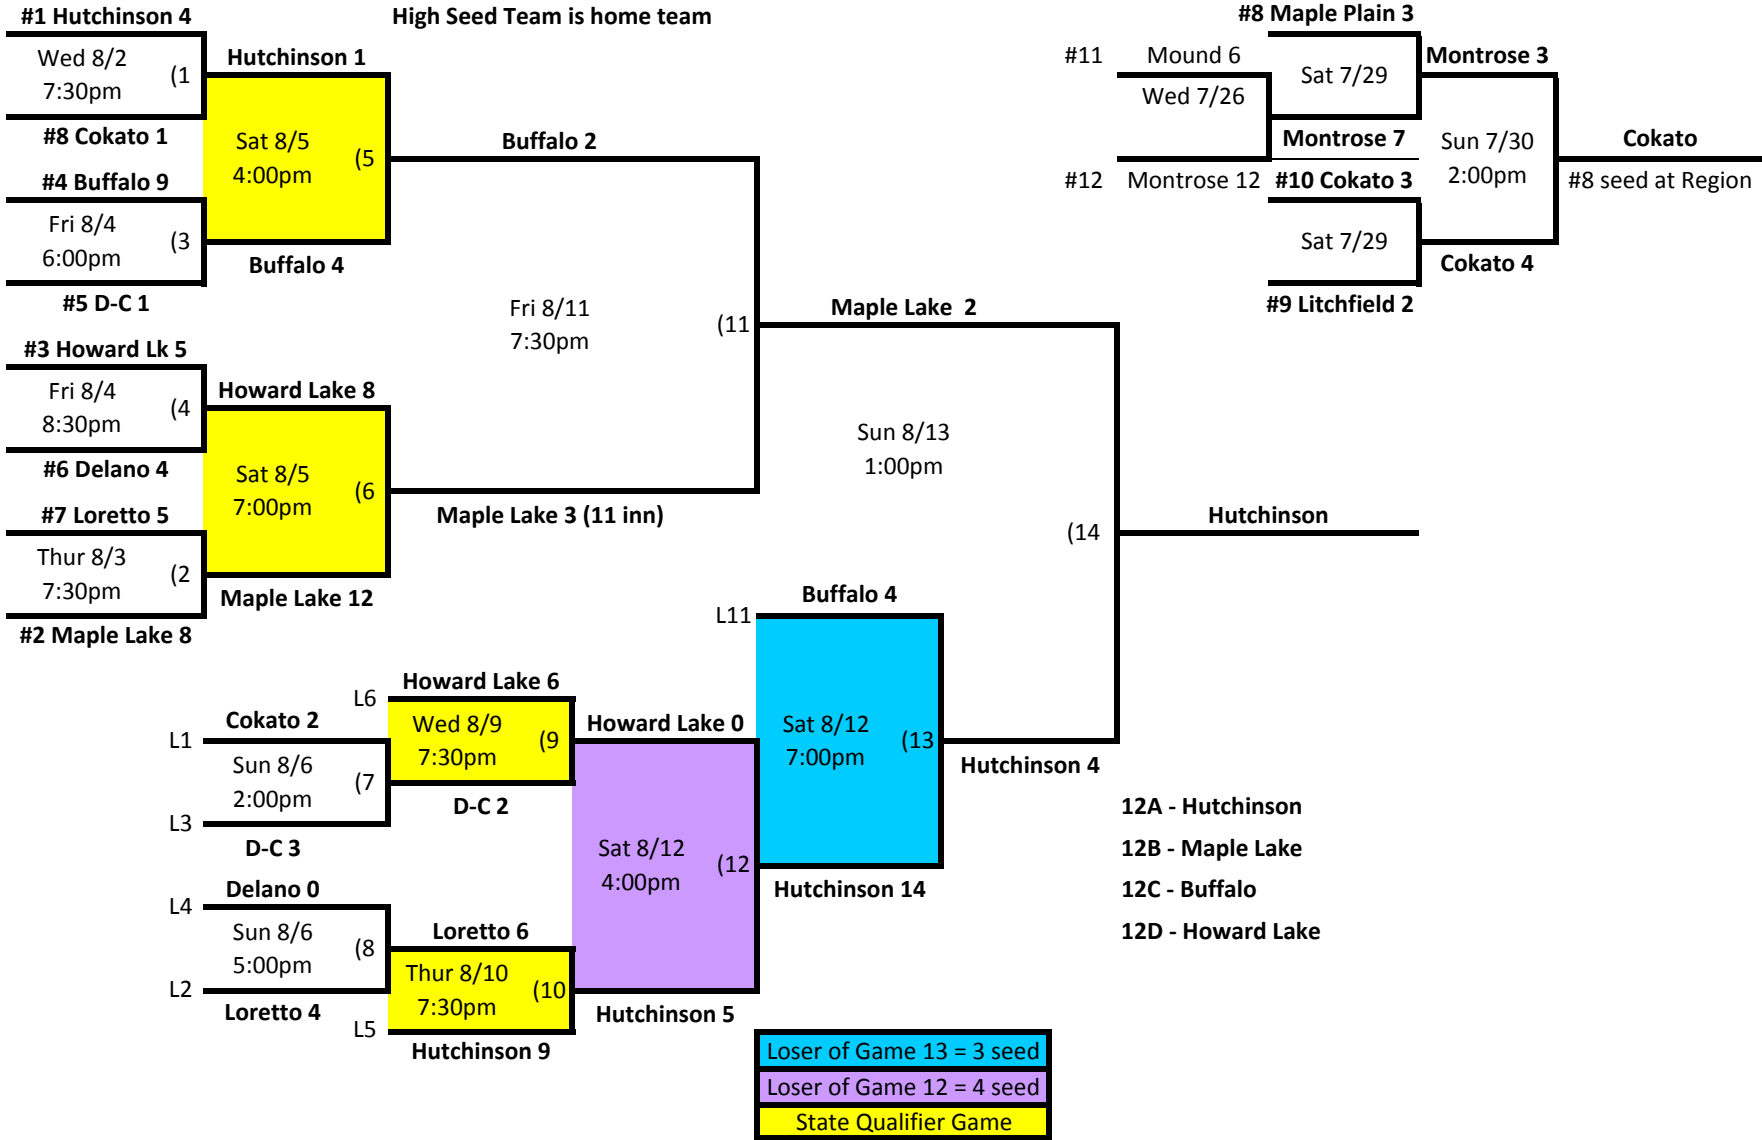 #1 Hutchinson 4
High Seed Team is home team
#8 Maple Plain 3
Wed 8/2
7:30pm
(1
Hutchinson 1
#8 Cokato 1
Sat 8/5
4:00pm
(5
#4 Buffalo 9
Fri 8/4
6:00pm
(3
Buffalo 4
#5 D-C 1
Buffalo 2
Fri 8/11
7:30pm
(11
#3 Howard Lk 5
Fri 8/4
8:30pm
(4
Howard Lake 8
#6 Delano 4
Sat 8/5
7:00pm
(6
#7 Loretto 5
Thur 8/3
7:30pm
(2
Maple Lake 12
#2 Maple Lake 8
Maple Lake 3 (11 inn)
#11
Mound 6
Wed 7/26
#12
Montrose 12
Sat 7/29
Montrose 3
Montrose 7
#10 Cokato 3
Sat 7/29
#9 Litchfield 2
Sun 7/30
2:00pm
Cokato 4
Cokato
#8 seed at Region
Maple Lake 2
Sun 8/13
1:00pm
(14
Hutchinson
L11
Buffalo 4
Sat 8/12
7:00pm
(13
Hutchinson 4
Hutchinson 14
L6
Howard Lake 6
Wed 8/9
7:30pm
(9
Howard Lake 0
D-C 2
L1
Cokato 2
Sun 8/6
2:00pm
(7
L3
D-C 3
Sat 8/12
4:00pm
(12
L4
Delano 0
Sun 8/6
5:00pm
(8
L2
Loretto 4
Loretto 6
Thur 8/10
7:30pm
(10
L5
Hutchinson 9
Hutchinson 5
12A - Hutchinson
12B - Maple Lake
12C - Buffalo
12D - Howard Lake
Loser of Game 13 = 3 seed
Loser of Game 12 = 4 seed
State Qualifier Game